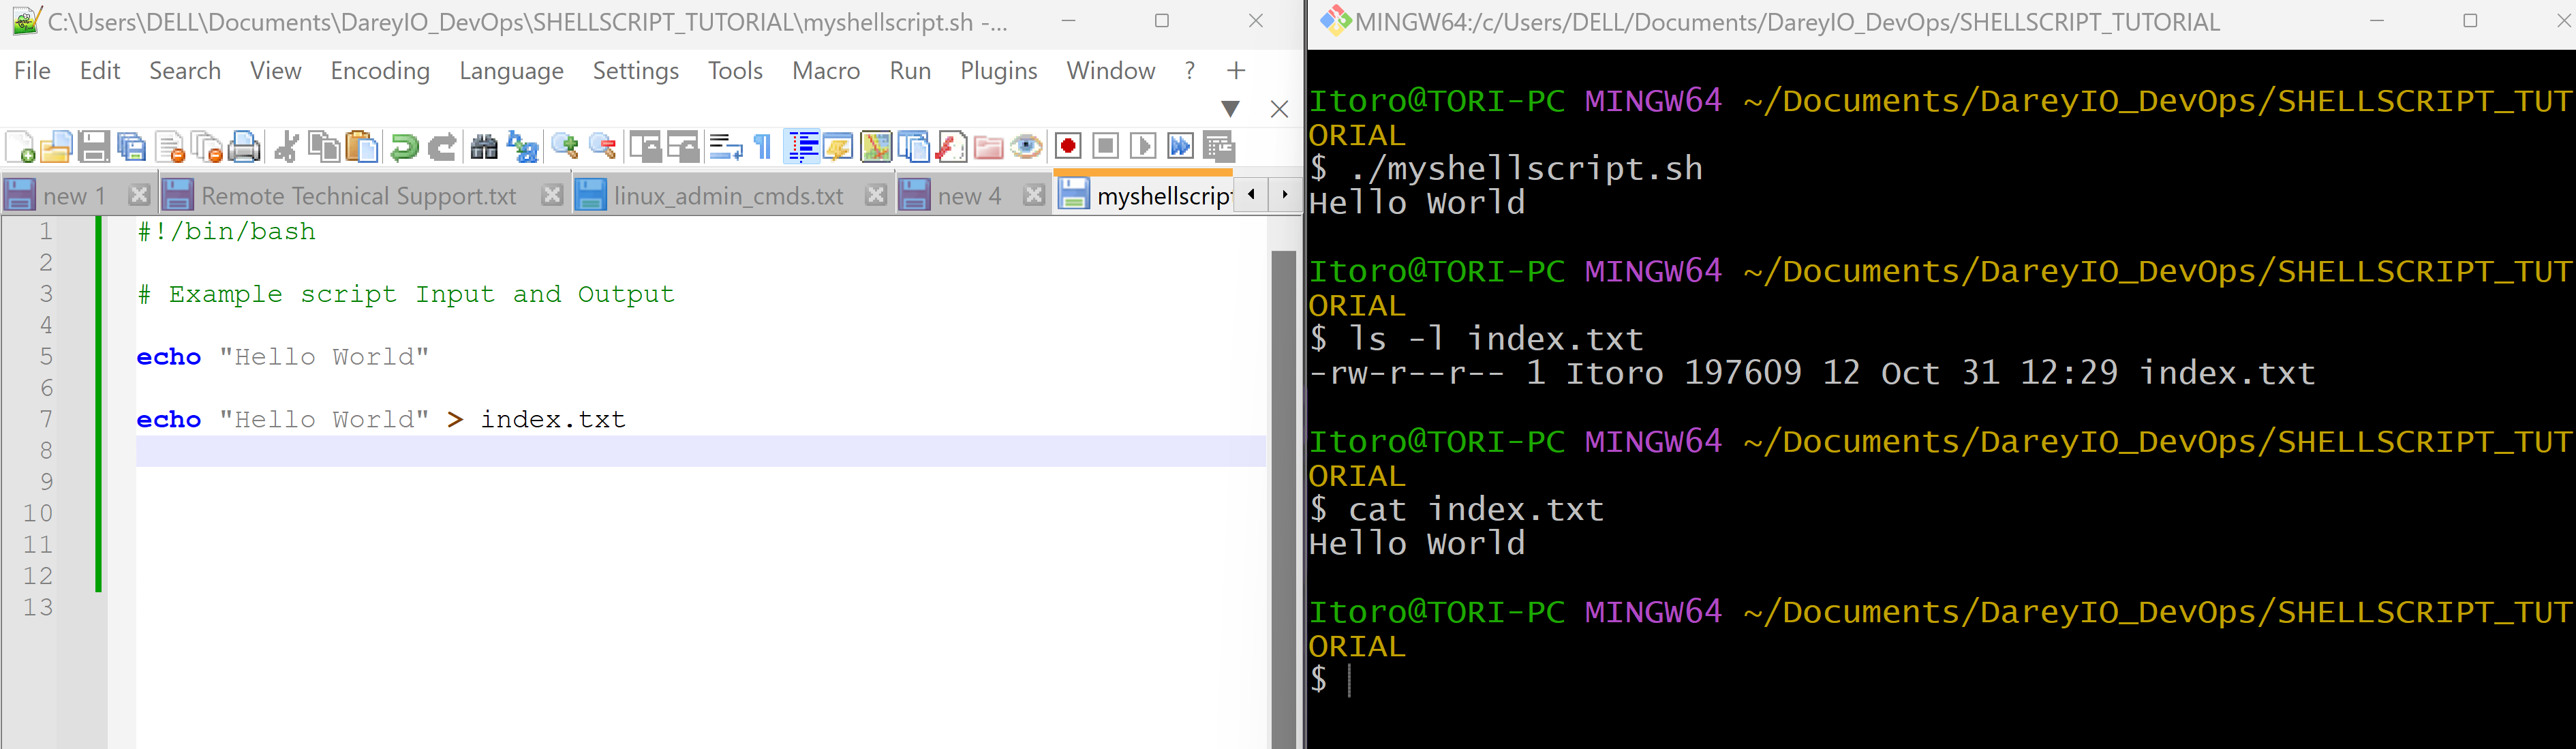 C:\Users\DELL\Documents\DareyIO_DevOps\SHELLSCRIPT_TUTORIAL\myshellscript.sh -...
File Edit Search View Encoding Language Settings Tools Macro Run Plugins Window ? +
new 1 Remote Technical Support.txt linux_admin_cmds.txt new 4 myshellscript
1 #!/bin/bash
2
3 # Example script Input and Output
4
5 echo "Hello World"
6
7 echo "Hello World" > index.txt
8
9
10
11
12
13
MINGW64:/c/Users/DELL/Documents/DareyIO_DevOps/SHELLSCRIPT_TUTORIAL
Itoro@TORI-PC MINGW64 ~/Documents/DareyIO_DevOps/SHELLSCRIPT_TUT
ORIAL
$ ./myshellscript.sh
Hello World
Itoro@TORI-PC MINGW64 ~/Documents/DareyIO_DevOps/SHELLSCRIPT_TUT
ORIAL
$ ls -l index.txt
-rw-r--r-- 1 Itoro 197609 12 Oct 31 12:29 index.txt
Itoro@TORI-PC MINGW64 ~/Documents/DareyIO_DevOps/SHELLSCRIPT_TUT
ORIAL
$ cat index.txt
Hello World
Itoro@TORI-PC MINGW64 ~/Documents/DareyIO_DevOps/SHELLSCRIPT_TUT
ORIAL
$